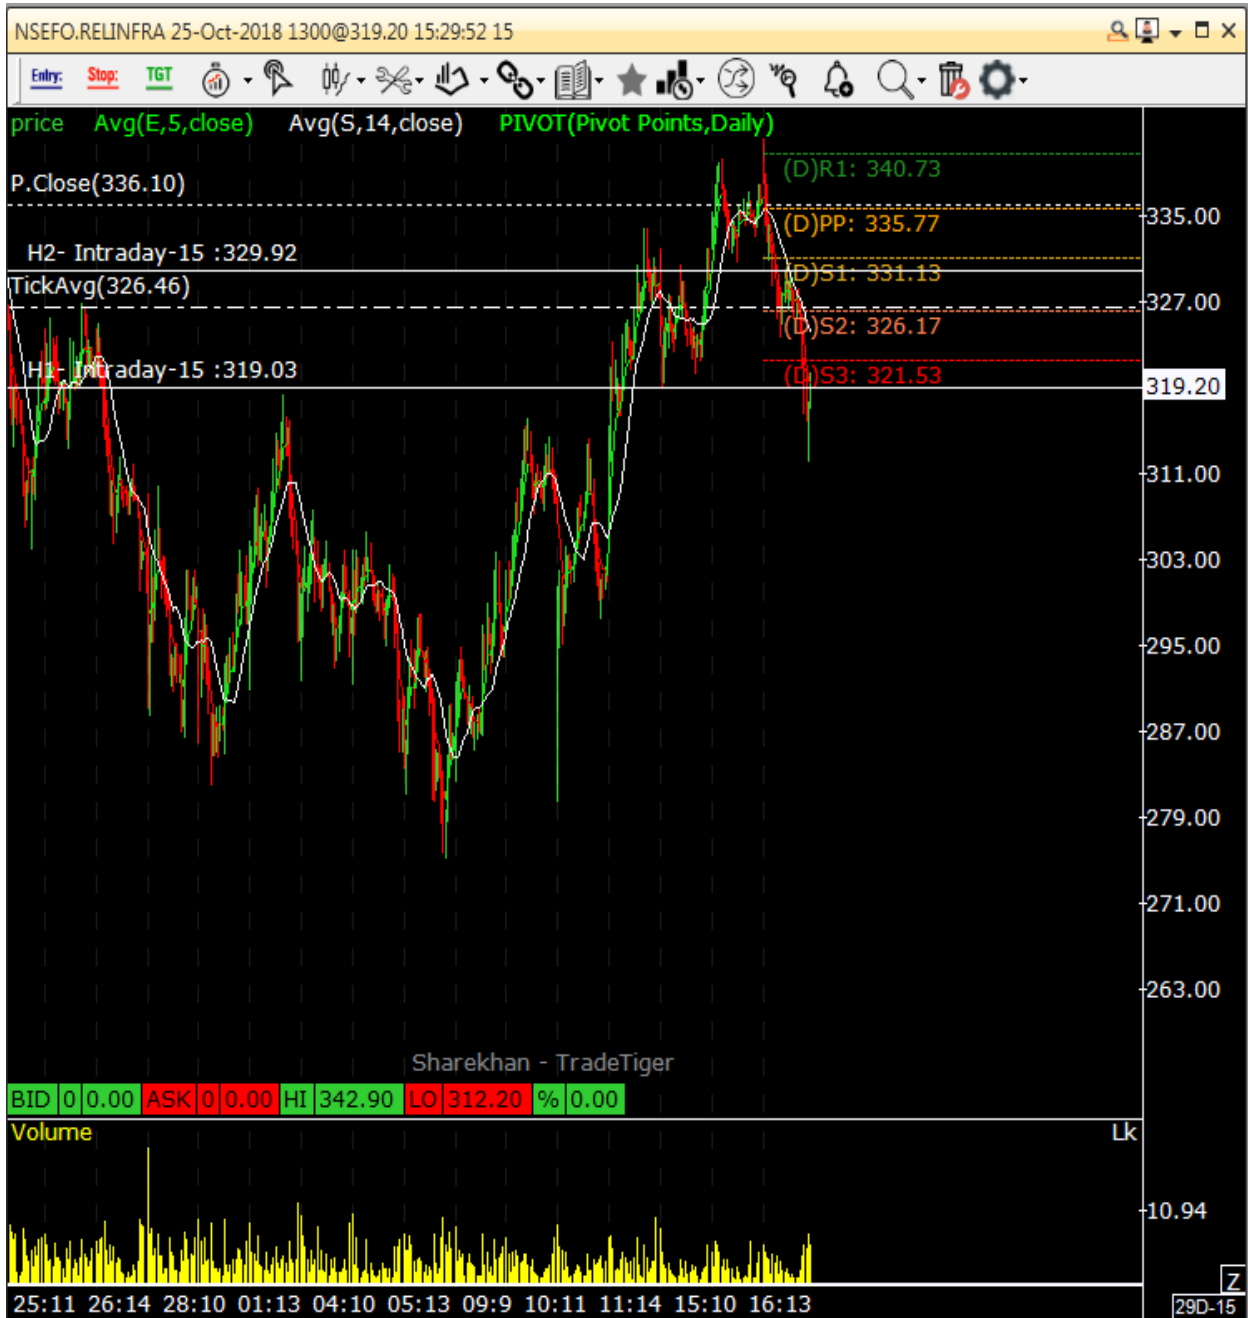 NSEFO.RELINFRA 25-Oct-2018 1300@319.20 15:29:52 15
Entry: Stop: TGT
price Avg(E,5,close) Avg(S,14,close) PIVOT(Pivot Points,Daily)
(D)R1: 340.73
P.Close(336.10)
335.00
(D)PP: 335.77
H2- Intraday-15 :329.92
(D)S1: 331.13
TickAvg(326.46)
327.00
(D)S2: 326.17
H1- Intraday-15 :319.03
(D)S3: 321.53
319.20
311.00
303.00
295.00
287.00
279.00
271.00
263.00
Sharekhan - TradeTiger
BID 0 0.00 ASK 0 0.00 HI 342.90 LO 312.20 % 0.00
Volume Lk
10.94
Z
25:11 26:14 28:10 01:13 04:10 05:13 09:9 10:11 11:14 15:10 16:13 29D-15